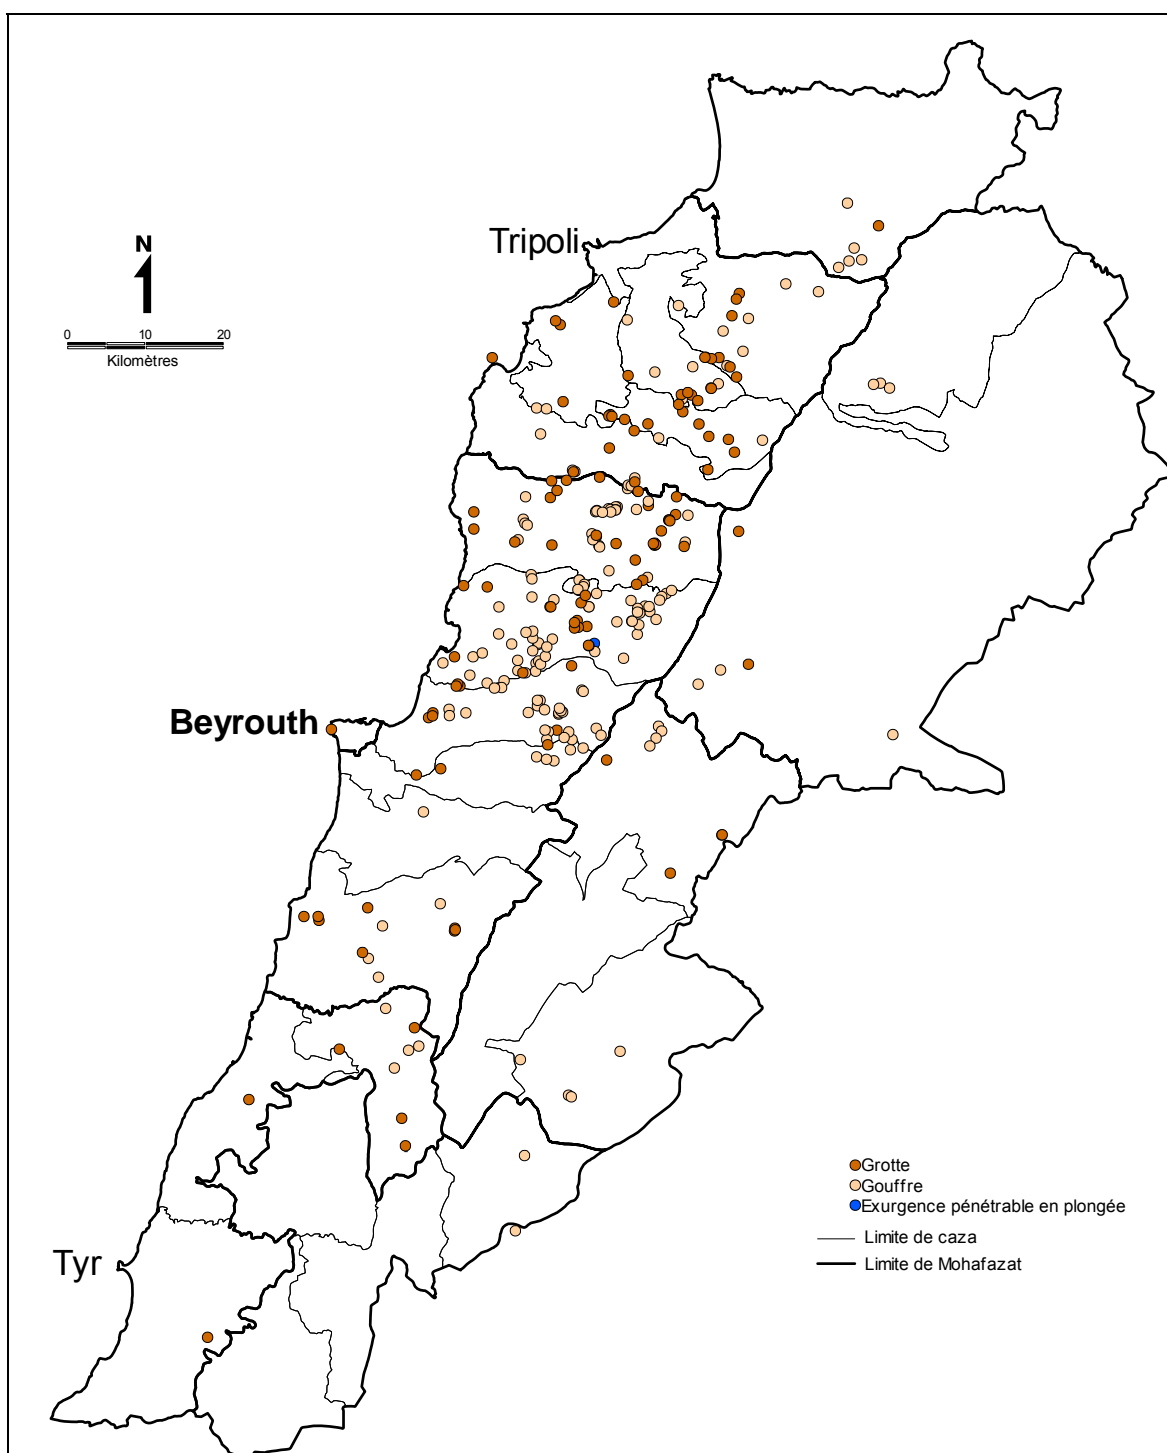 Tripoli
N
0 10 20
Kilomètres
Beyrouth
Grotte
Gouffre
Exurgence pénétrable en plongée
Limite de caza
Limite de Mohafazat
Tyr